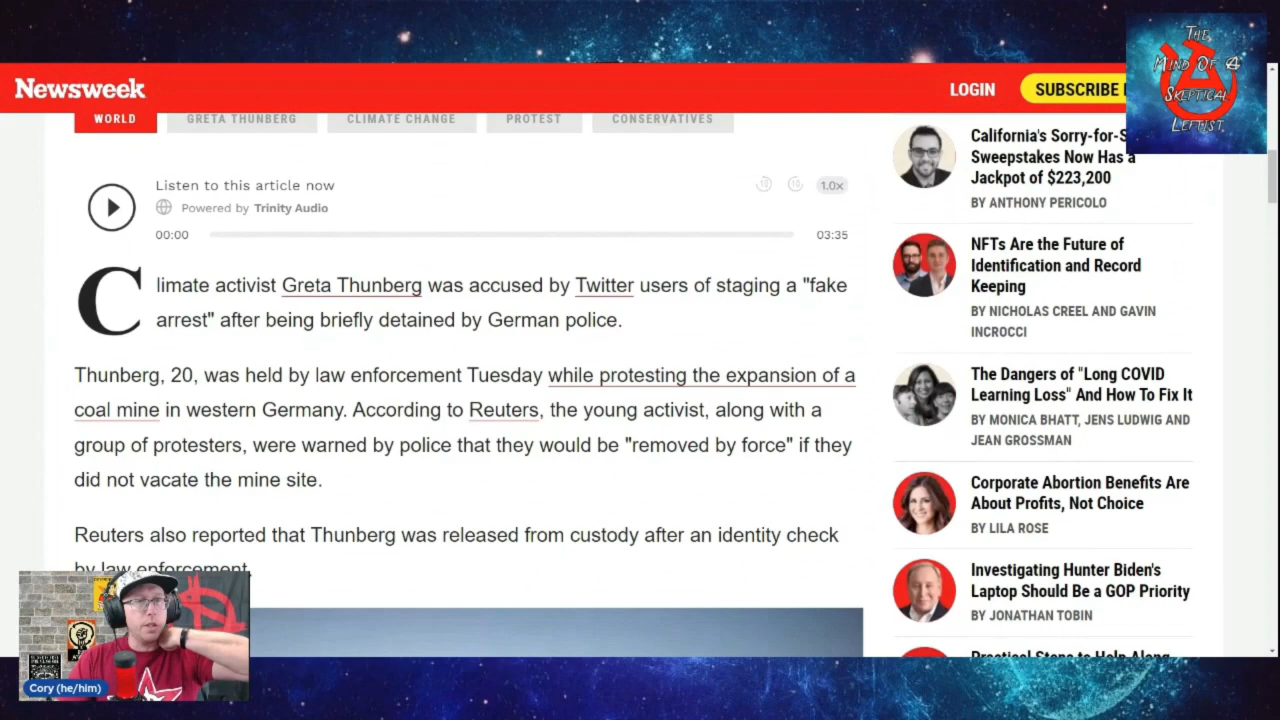 THE
MIND OF A
SKEPTICAL
LEFTIST
Newsweek
LOGIN
SUBSCRIBE
WORLD
GRETA THUNBERG
CLIMATE CHANGE
PROTEST
CONSERVATIVES
Listen to this article now
Powered by Trinity Audio
10
10
1.0x
00:00
03:35
Climate activist Greta Thunberg was accused by Twitter users of staging a "fake
arrest" after being briefly detained by German police.
Thunberg, 20, was held by law enforcement Tuesday while protesting the expansion of a
coal mine in western Germany. According to Reuters, the young activist, along with a
group of protesters, were warned by police that they would be "removed by force" if they
did not vacate the mine site.
Reuters also reported that Thunberg was released from custody after an identity check
by law enforcement.
California's Sorry-for-S
Sweepstakes Now Has a
Jackpot of $223,200
BY ANTHONY PERICOLO
NFTs Are the Future of
Identification and Record
Keeping
BY NICHOLAS CREEL AND GAVIN
INCROCCI
The Dangers of "Long COVID
Learning Loss" And How To Fix It
BY MONICA BHATT, JENS LUDWIG AND
JEAN GROSSMAN
Corporate Abortion Benefits Are
About Profits, Not Choice
BY LILA ROSE
Investigating Hunter Biden's
Laptop Should Be a GOP Priority
BY JONATHAN TOBIN
Practical Steps to Help Along
Cory (he/him)